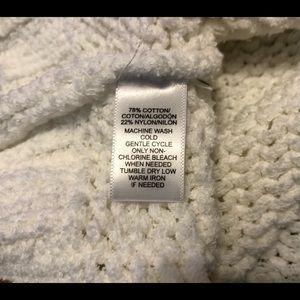 78% COTTON/
COTON/ALGODÓN
22% NYLON/NILÓN
MACHINE WASH
COLD
GENTLE CYCLE
ONLY NON-
CHLORINE BLEACH
WHEN NEEDED
TUMBLE DRY LOW
WARM IRON
IF NEEDED